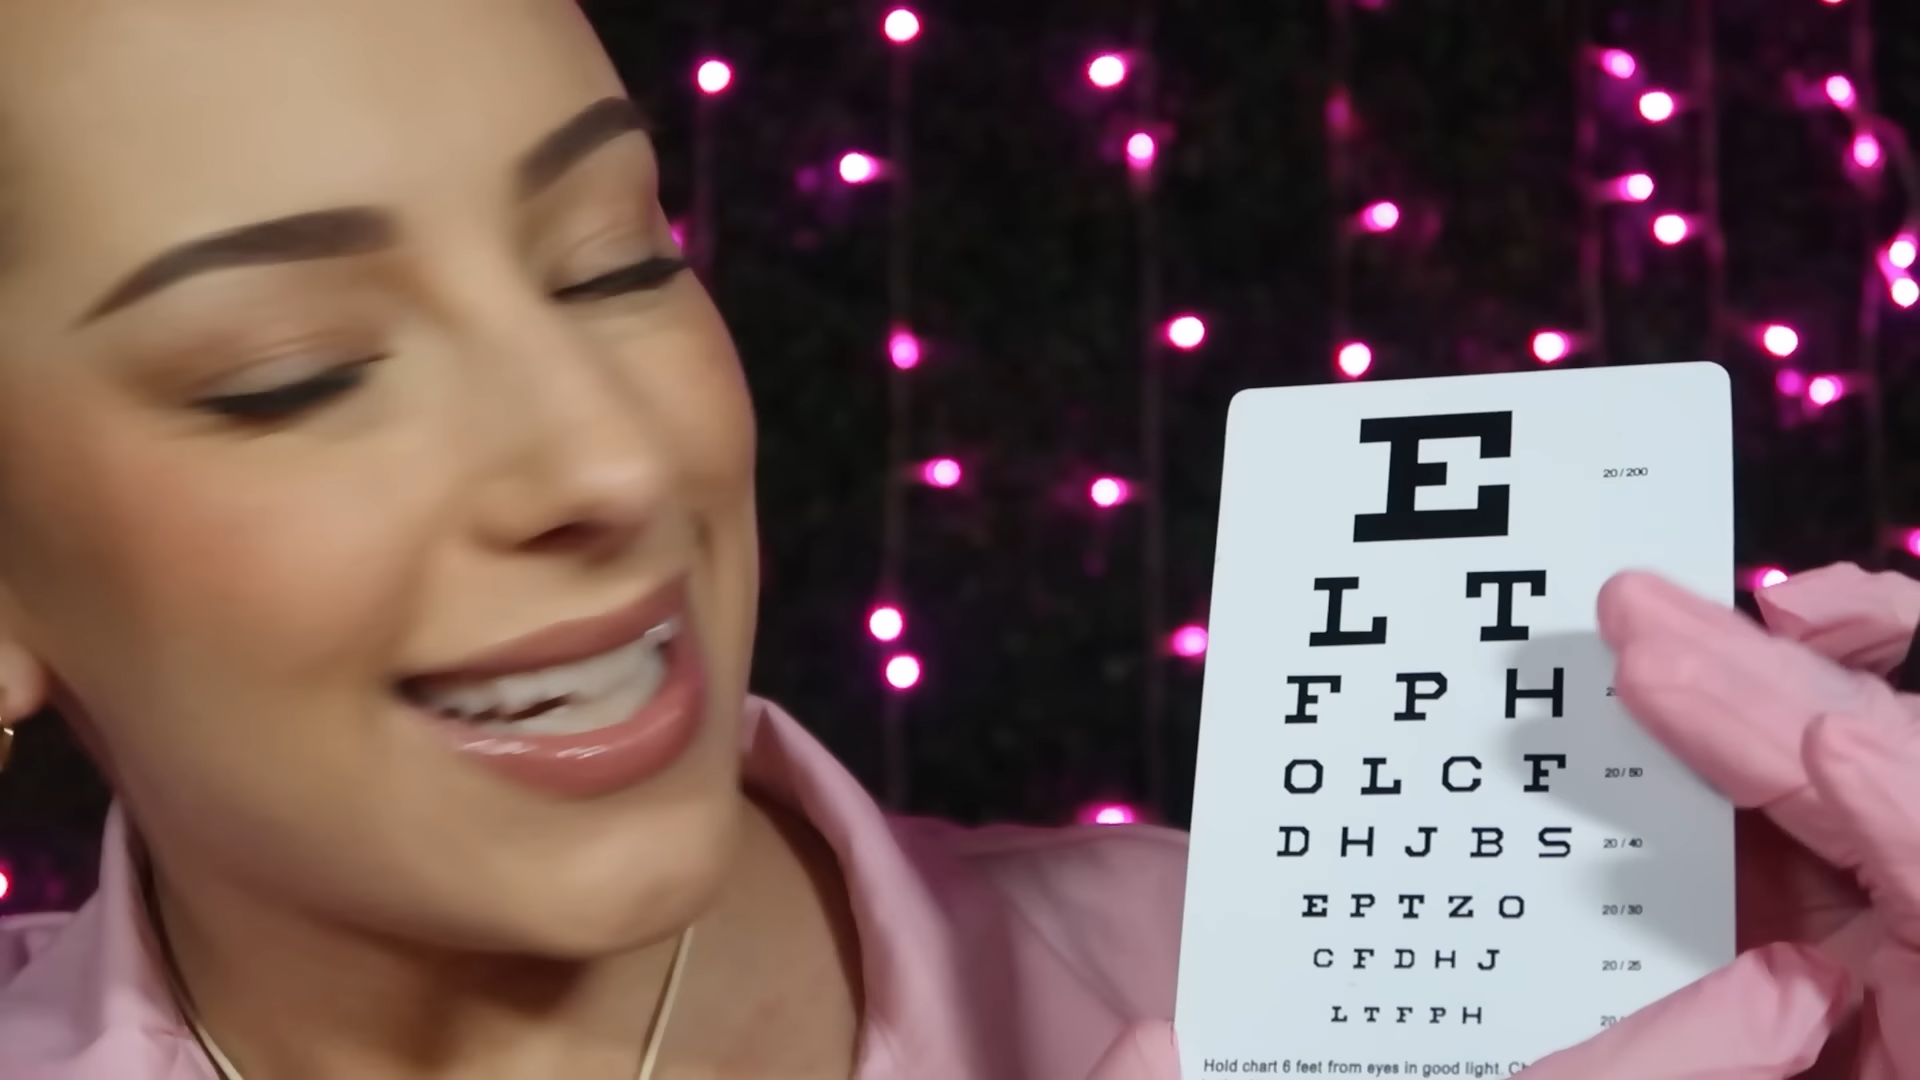 E 20/200
L T
F P H
O L C F 20/50
D H J B S 20/40
E P T Z O 20/30
C F D H J 20/25
L T F P H 20/
Hold chart 6 feet from eyes in good light.